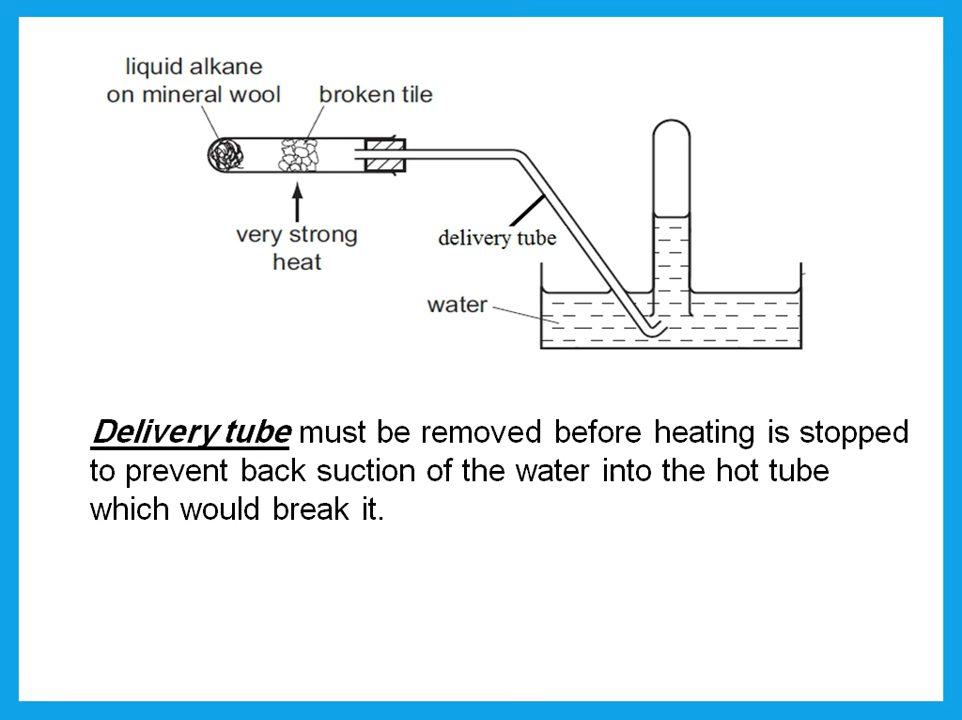 liquid alkane
on mineral wool
broken tile
very strong
heat
delivery tube
water
Delivery tube must be removed before heating is stopped
to prevent back suction of the water into the hot tube
which would break it.